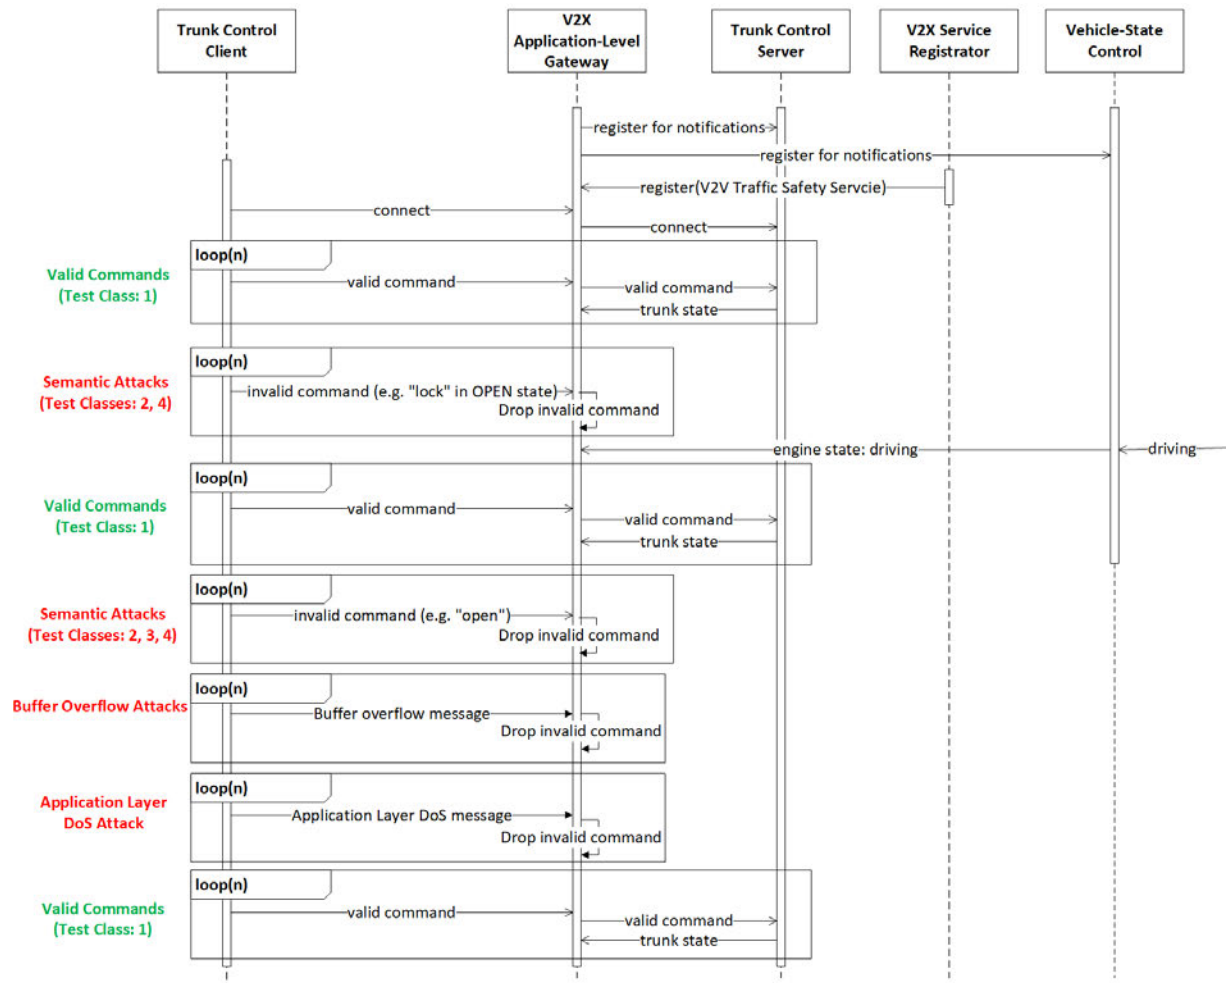 Trunk Control
Client
V2X
Application-Level
Gateway
Trunk Control
Server
V2X Service
Registrator
Vehicle-State
Control
register for notifications
register for notifications
register(V2V Traffic Safety Servcie)
connect
connect
loop(n)
Valid Commands
(Test Class: 1)
valid command
valid command
trunk state
loop(n)
Semantic Attacks
(Test Classes: 2, 4)
invalid command (e.g. "lock" in OPEN state)
Drop invalid command
engine state: driving
driving
loop(n)
Valid Commands
(Test Class: 1)
valid command
valid command
trunk state
loop(n)
Semantic Attacks
(Test Classes: 2, 3, 4)
invalid command (e.g. "open")
Drop invalid command
loop(n)
Buffer Overflow Attacks
Buffer overflow message
Drop invalid command
loop(n)
Application Layer
DoS Attack
Application Layer DoS message
Drop invalid command
loop(n)
Valid Commands
(Test Class: 1)
valid command
valid command
trunk state